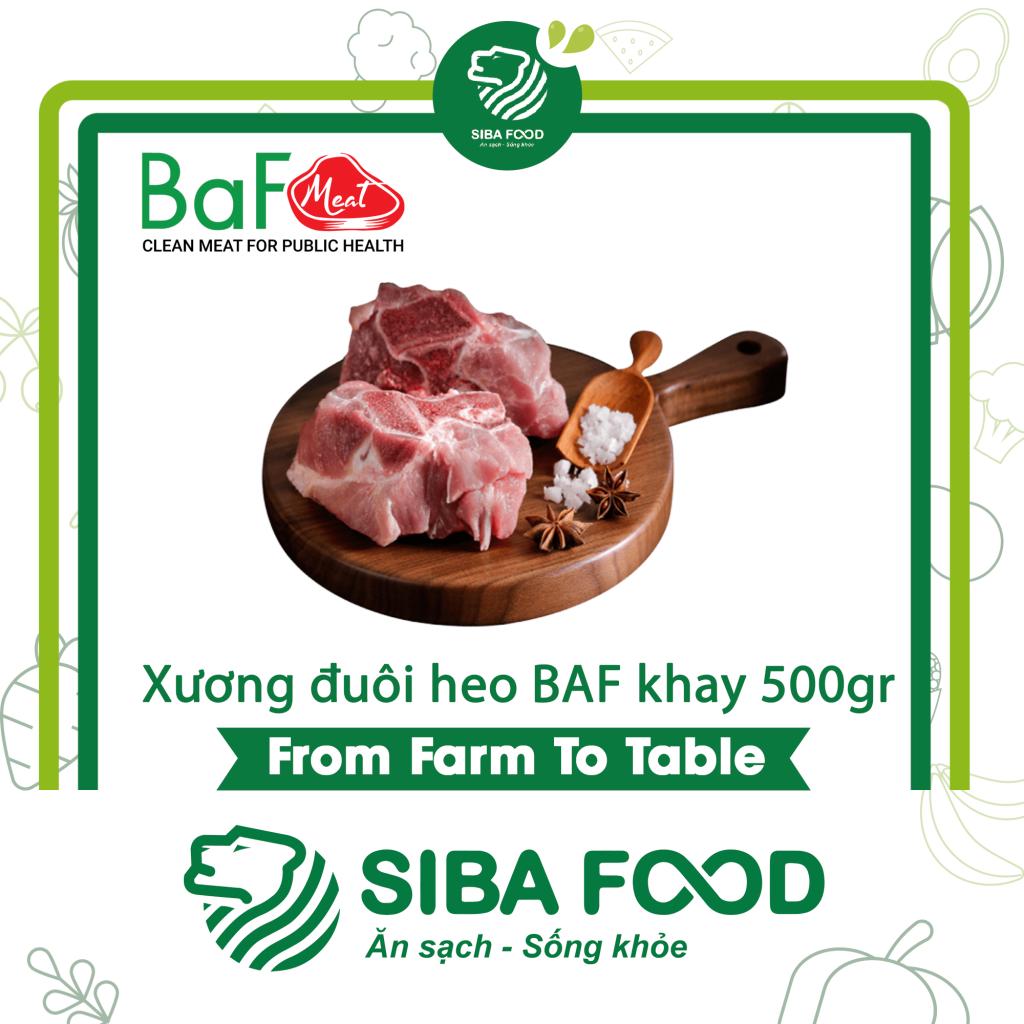 SIBA FOOD
Ăn sạch - Sống khỏe
BaF Meat
CLEAN MEAT FOR PUBLIC HEALTH
Xương đuôi heo BAF khay 500gr
From Farm To Table
SIBA FOOD
Ăn sạch - Sống khỏe